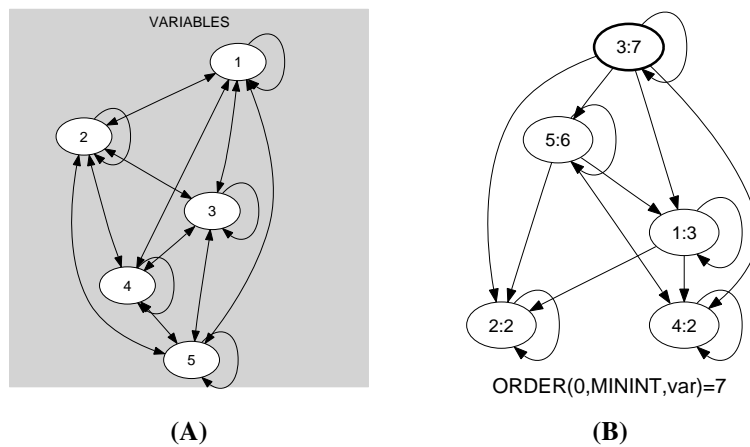 VARIABLES
1
2
3
4
5
3:7
5:6
1:3
2:2
4:2
ORDER(0,MININT,var)=7
(A)
(B)